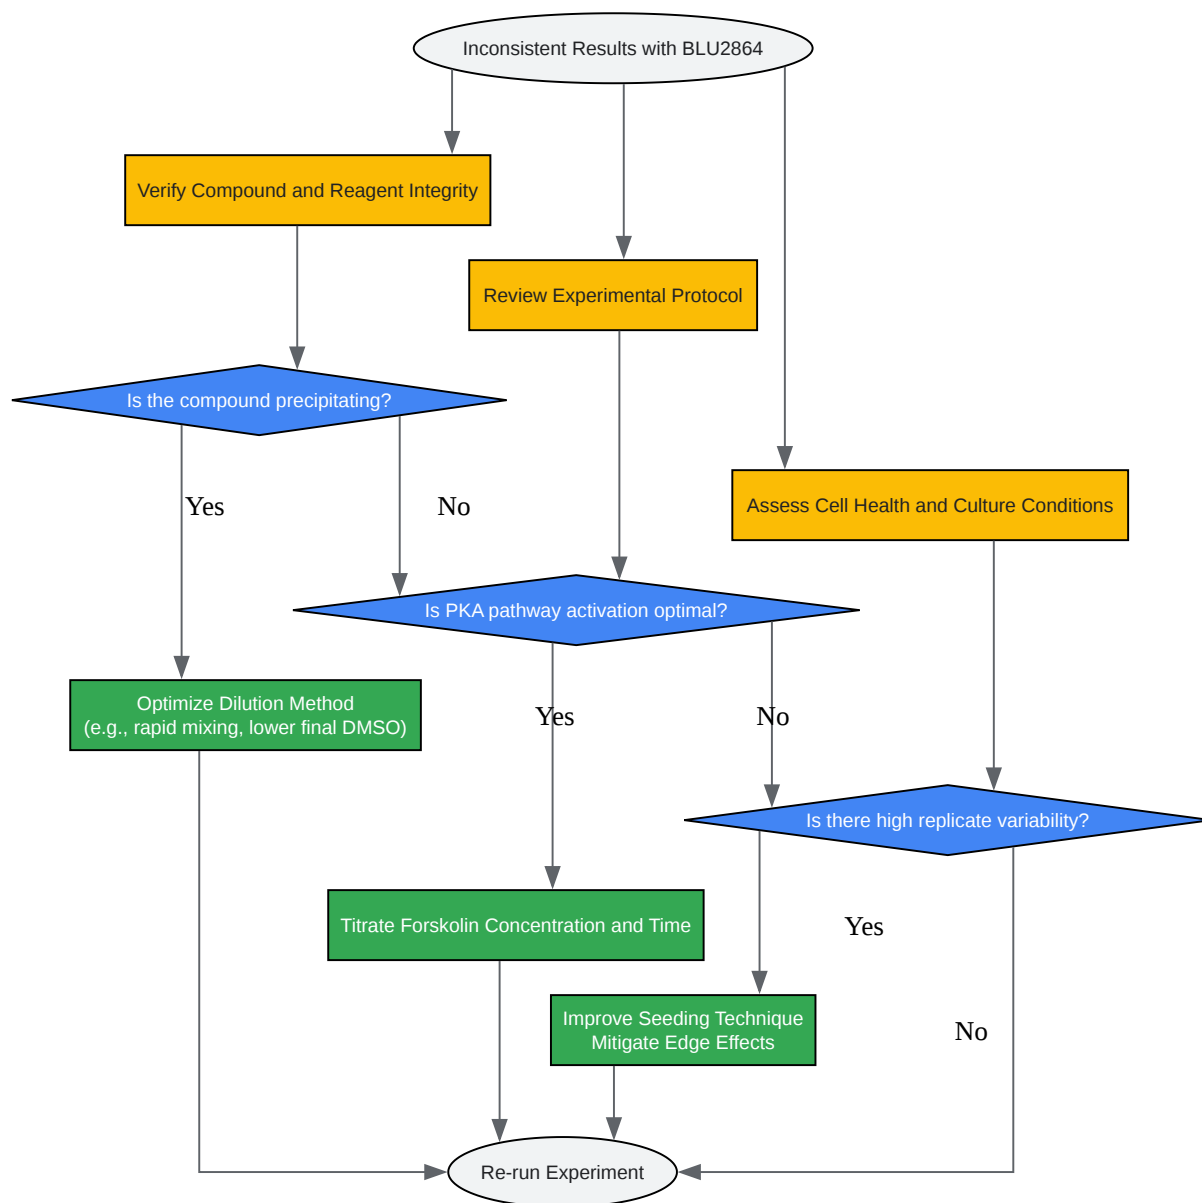 Inconsistent Results with BLU2864
Verify Compound and Reagent Integrity
Review Experimental Protocol
Is the compound precipitating?
Yes
No
Assess Cell Health and Culture Conditions
Is PKA pathway activation optimal?
Optimize Dilution Method
(e.g., rapid mixing, lower final DMSO)
Yes
No
Is there high replicate variability?
Titrate Forskolin Concentration and Time
Yes
Improve Seeding Technique
Mitigate Edge Effects
No
Re-run Experiment